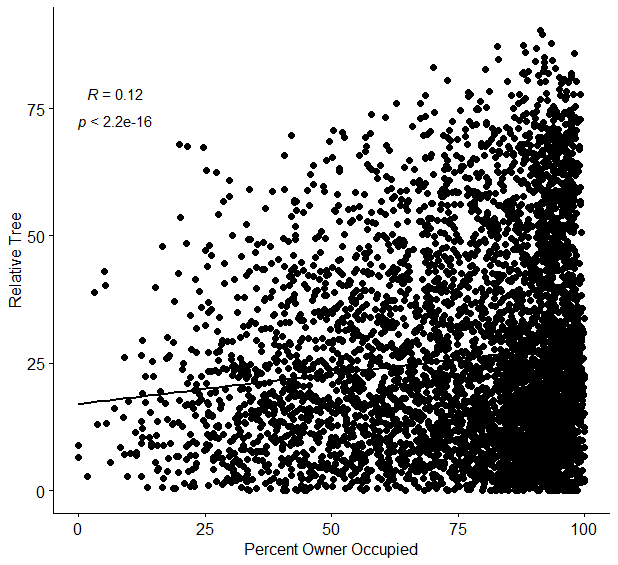 R = 0.12
p < 2.2e-16
75
50
25
0
Relative Tree
0 25 50 75 100
Percent Owner Occupied